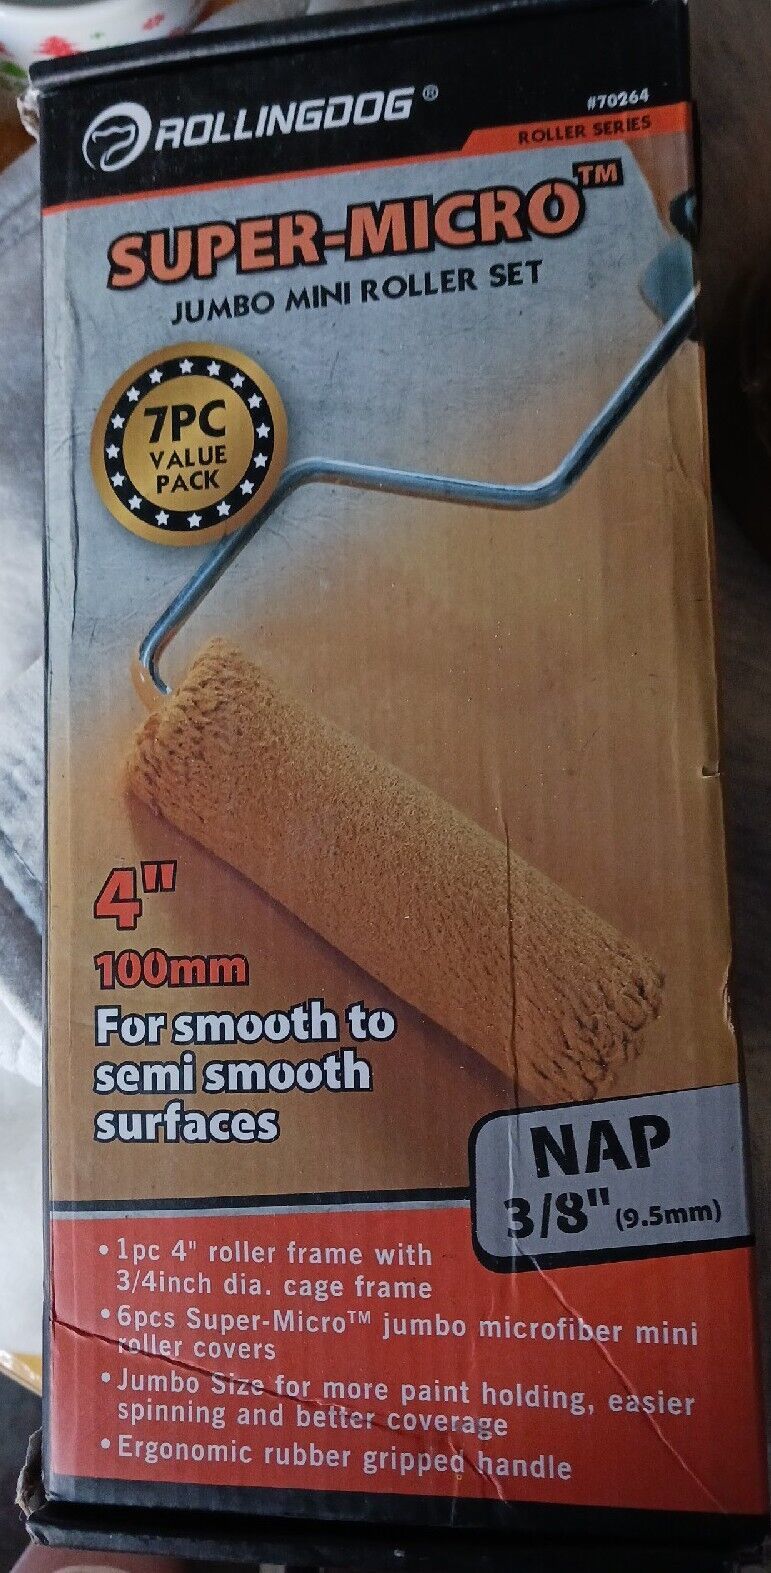 ROLLINGDOG®
#70264
ROLLER SERIES
SUPER-MICRO™
JUMBO MINI ROLLER SET
7PC
VALUE
PACK
4"
100mm
For smooth to
semi smooth
surfaces
NAP
3/8" (9.5mm)
• 1pc 4" roller frame with
3/4inch dia. cage frame
• 6pcs Super-Micro™ jumbo microfiber mini
roller covers
• Jumbo Size for more paint holding, easier
spinning and better coverage
• Ergonomic rubber gripped handle